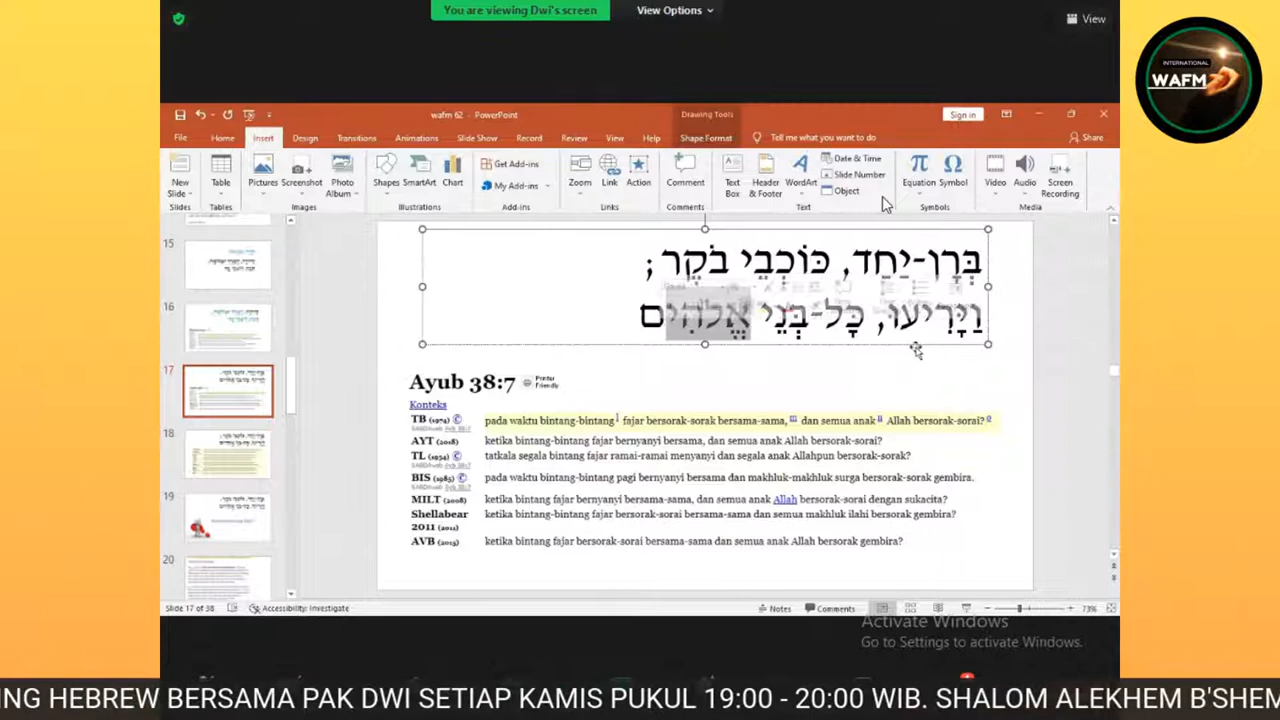 You are viewing Dwi's screen
View Options
View
INTERNATIONAL
WAFM
wafm 62 - PowerPoint
Drawing Tools
Sign in
File Home Insert Design Transitions Animations Slide Show Record Review View Help Shape Format Tell me what you want to do Share
New Slide
Table
Pictures
Screenshot
Photo Album
Shapes
SmartArt
Chart
Get Add-ins
My Add-ins
Zoom
Link
Action
Comment
Text Box
Header & Footer
WordArt
Date & Time
Slide Number
Object
Equation
Symbol
Video
Audio
Screen Recording
Slides Tables Images Illustrations Add-ins Links Comments Text Symbols Media
15
16
17
18
19
20
בְּרָן-יַחַד, כּוֹכְבֵי בֹקֶר;
וַיָּרִיעוּ, כָּל-בְּנֵי אֱלֹהִים
Ayub 38:7 Printer Friendly
Konteks
TB (1974) © pada waktu bintang-bintang l fajar bersorak-sorak bersama-sama, m dan semua anak n Allah bersorak-sorai? o
AYT (2018) ketika bintang-bintang fajar bernyanyi bersama, dan semua anak Allah bersorak-sorai?
TL (1954) © tatkala segala bintang fajar ramai-ramai menyanyi dan segala anak Allahpun bersorak-sorak?
BIS (1985) © pada waktu bintang-bintang pagi bernyanyi bersama dan makhluk-makhluk surga bersorak-sorak gembira.
MILT (2008) ketika bintang fajar bernyanyi bersama-sama, dan semua anak Allah bersorak-sorai dengan sukacita?
Shellabear 2011 (2011) ketika bintang-bintang fajar bersorak-sorai bersama-sama dan semua makhluk ilahi bersorak gembira?
AVB (2015) ketika bintang fajar bersorak-sorai bersama-sama dan semua anak Allah bersorak gembira?
Slide 17 of 38
Accessibility: Investigate
Notes
Comments
73%
Activate Windows
Go to Settings to activate Windows.
ING HEBREW BERSAMA PAK DWI SETIAP KAMIS PUKUL 19:00 - 20:00 WIB. SHALOM ALEKHEM B'SHEM